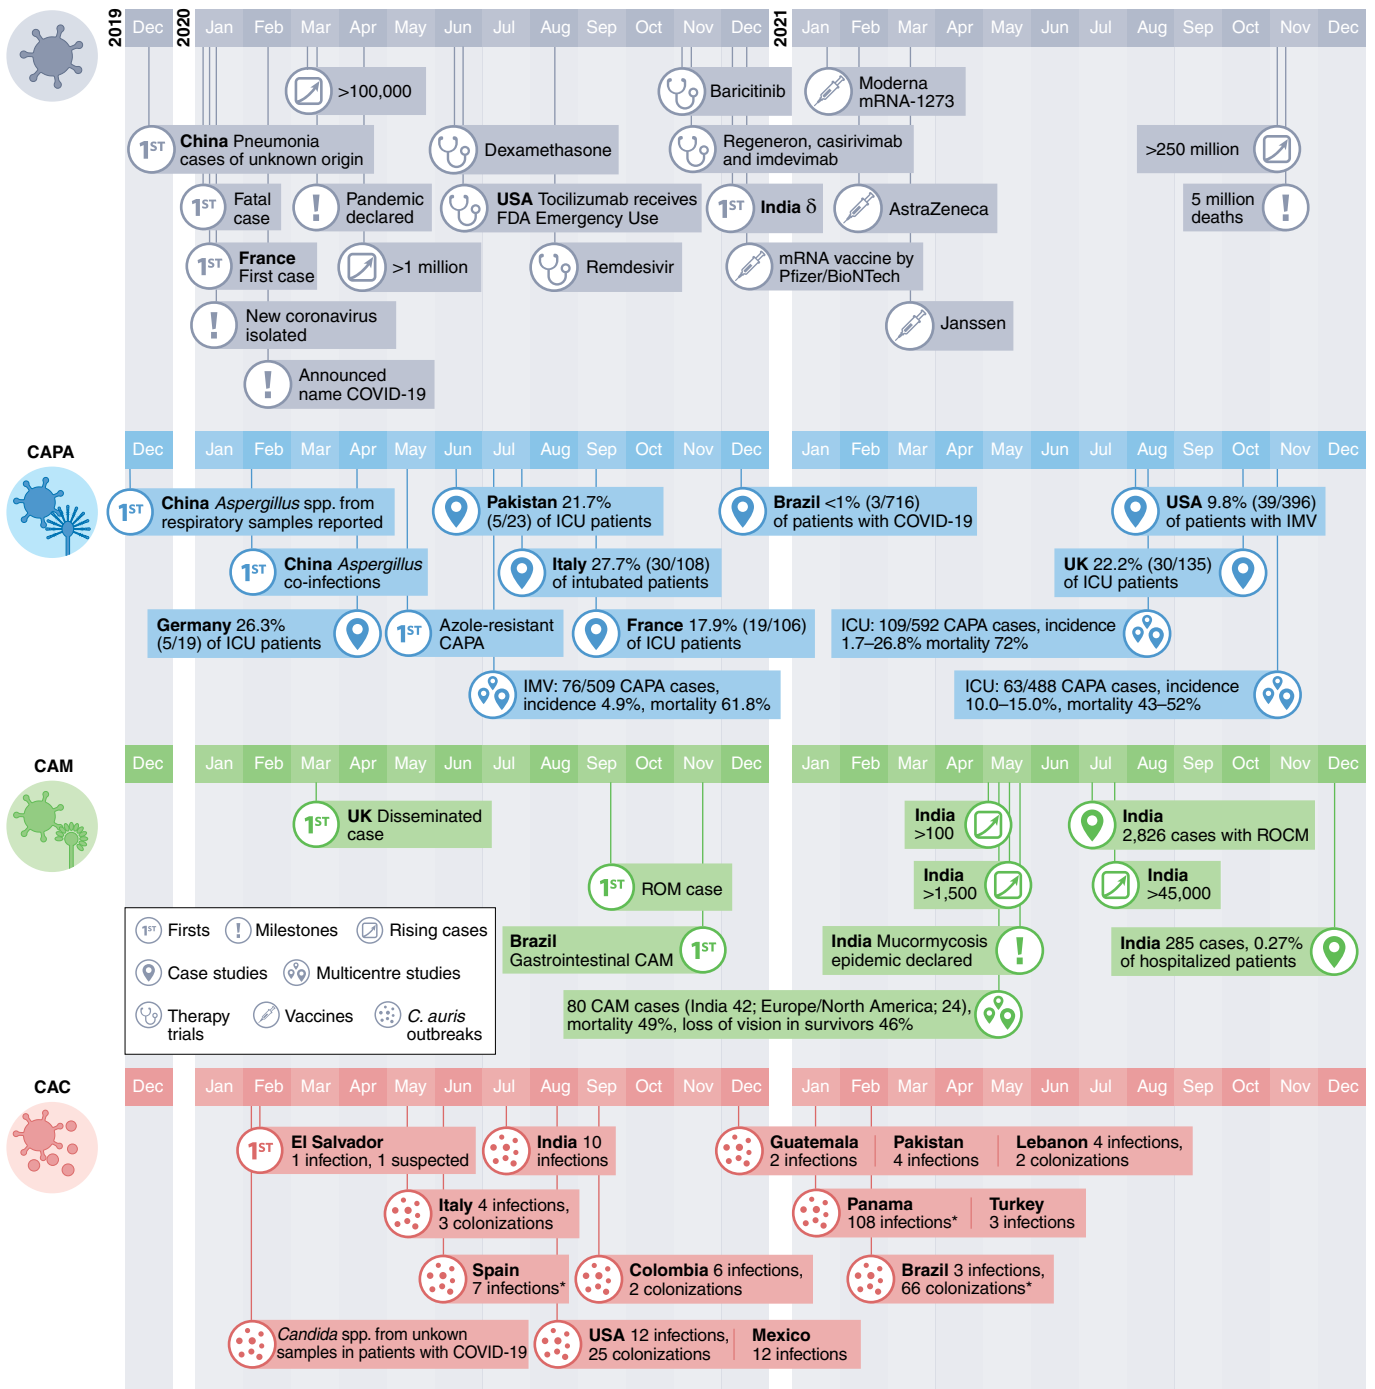 2019 Dec 2020 Jan Feb Mar Apr May Jun Jul Aug Sep Oct Nov Dec 2021 Jan Feb Mar Apr May Jun Jul Aug Sep Oct Nov Dec
>100,000
Baricitinib
Moderna
mRNA-1273
1ST China Pneumonia
cases of unknown origin
Dexamethasone
Regeneron, casirivimab
and imdevimab
>250 million
1ST Fatal
case
! Pandemic
declared
USA Tocilizumab receives
FDA Emergency Use
1ST India δ
AstraZeneca
5 million
deaths !
1ST France
First case
>1 million
Remdesivir
mRNA vaccine by
Pfizer/BioNTech
! New coronavirus
isolated
Janssen
! Announced
name COVID-19
CAPA
Dec Jan Feb Mar Apr May Jun Jul Aug Sep Oct Nov Dec Jan Feb Mar Apr May Jun Jul Aug Sep Oct Nov Dec
1ST China Aspergillus spp. from
respiratory samples reported
Pakistan 21.7%
(5/23) of ICU patients
Brazil <1% (3/716)
of patients with COVID-19
USA 9.8% (39/396)
of patients with IMV
1ST China Aspergillus
co-infections
Italy 27.7% (30/108)
of intubated patients
UK 22.2% (30/135)
of ICU patients
Germany 26.3%
(5/19) of ICU patients
1ST Azole-resistant
CAPA
France 17.9% (19/106)
of ICU patients
ICU: 109/592 CAPA cases, incidence
1.7–26.8% mortality 72%
IMV: 76/509 CAPA cases,
incidence 4.9%, mortality 61.8%
ICU: 63/488 CAPA cases, incidence
10.0–15.0%, mortality 43–52%
CAM
Dec Jan Feb Mar Apr May Jun Jul Aug Sep Oct Nov Dec Jan Feb Mar Apr May Jun Jul Aug Sep Oct Nov Dec
1ST UK Disseminated
case
India
>100
India
2,826 cases with ROCM
1ST ROM case
India
>1,500
India
>45,000
Brazil
Gastrointestinal CAM 1ST
India Mucormycosis
epidemic declared !
India 285 cases, 0.27%
of hospitalized patients
80 CAM cases (India 42; Europe/North America; 24),
mortality 49%, loss of vision in survivors 46%
1ST Firsts ! Milestones Rising cases
Case studies Multicentre studies
Therapy
trials
Vaccines
C. auris
outbreaks
CAC
Dec Jan Feb Mar Apr May Jun Jul Aug Sep Oct Nov Dec Jan Feb Mar Apr May Jun Jul Aug Sep Oct Nov Dec
1ST El Salvador
1 infection, 1 suspected
India 10
infections
Guatemala
2 infections
Pakistan
4 infections
Lebanon 4 infections,
2 colonizations
Italy 4 infections,
3 colonizations
Panama
108 infections*
Turkey
3 infections
Spain
7 infections*
Colombia 6 infections,
2 colonizations
Brazil 3 infections,
66 colonizations*
Candida spp. from unkown
samples in patients with COVID-19
USA 12 infections,
25 colonizations
Mexico
12 infections